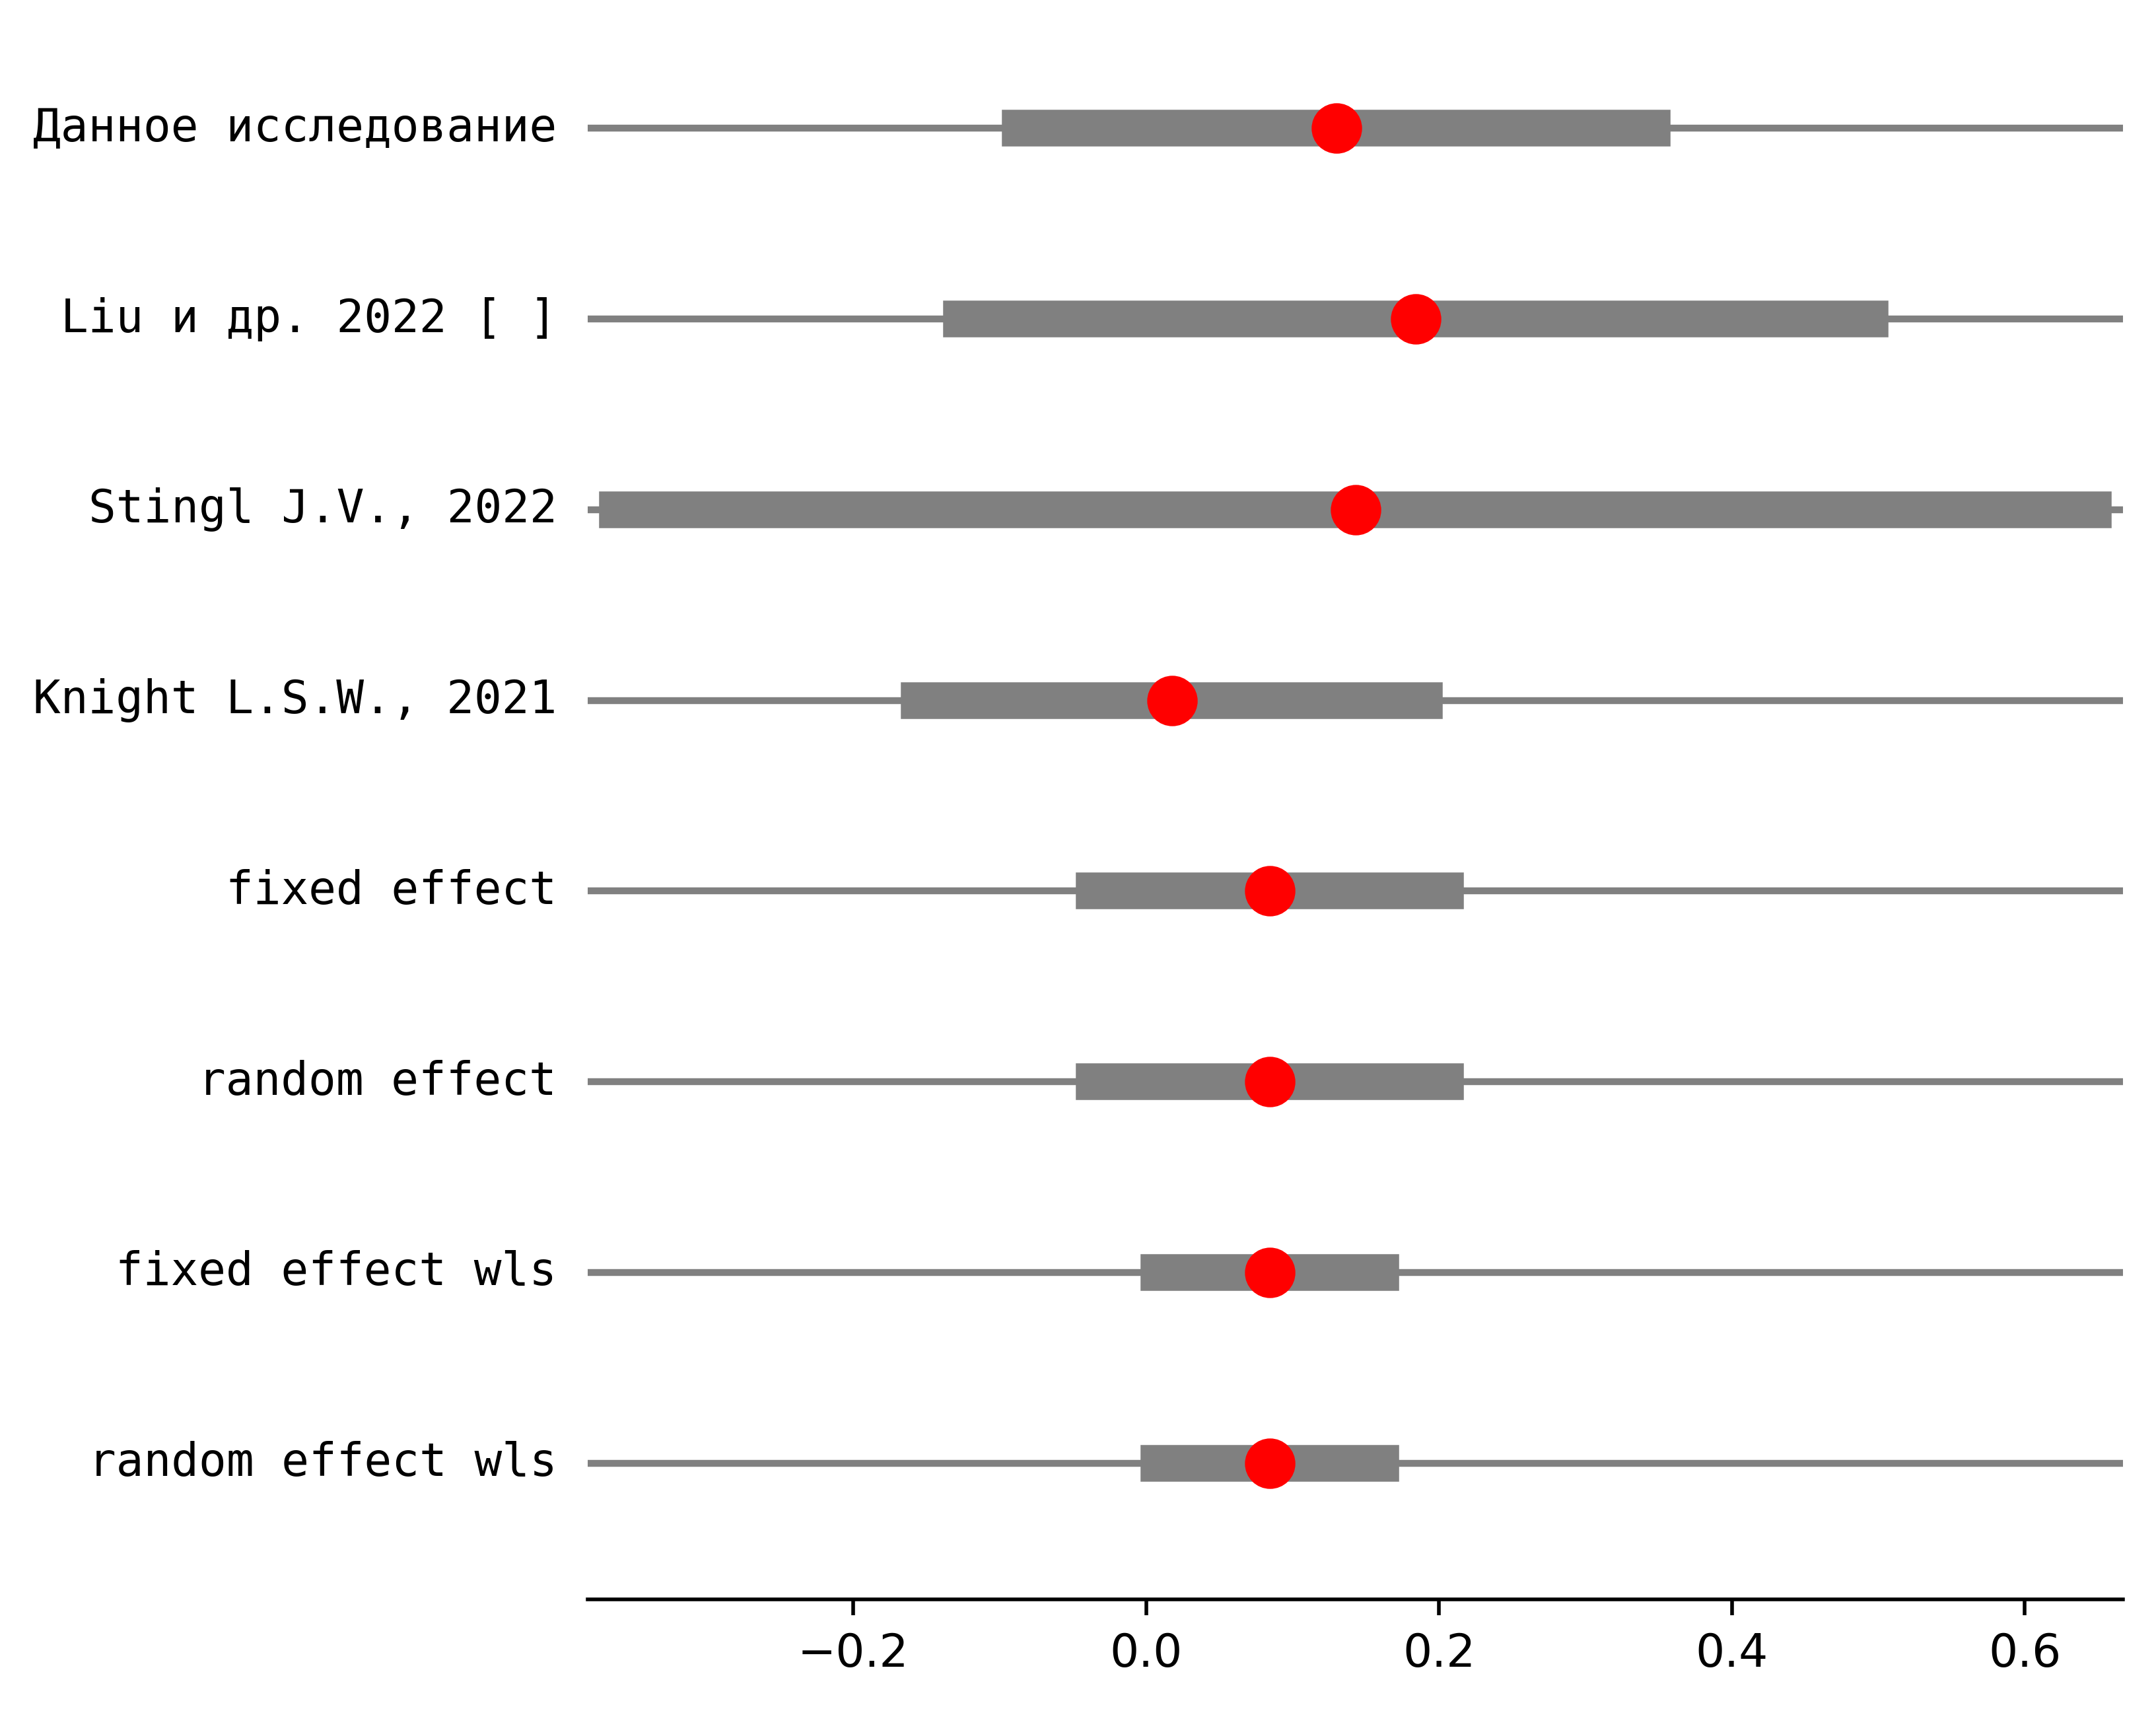 Данное исследование
Liu и др. 2022 [ ]
Stingl J.V., 2022
Knight L.S.W., 2021
fixed effect
random effect
fixed effect wls
random effect wls
−0.2 0.0 0.2 0.4 0.6